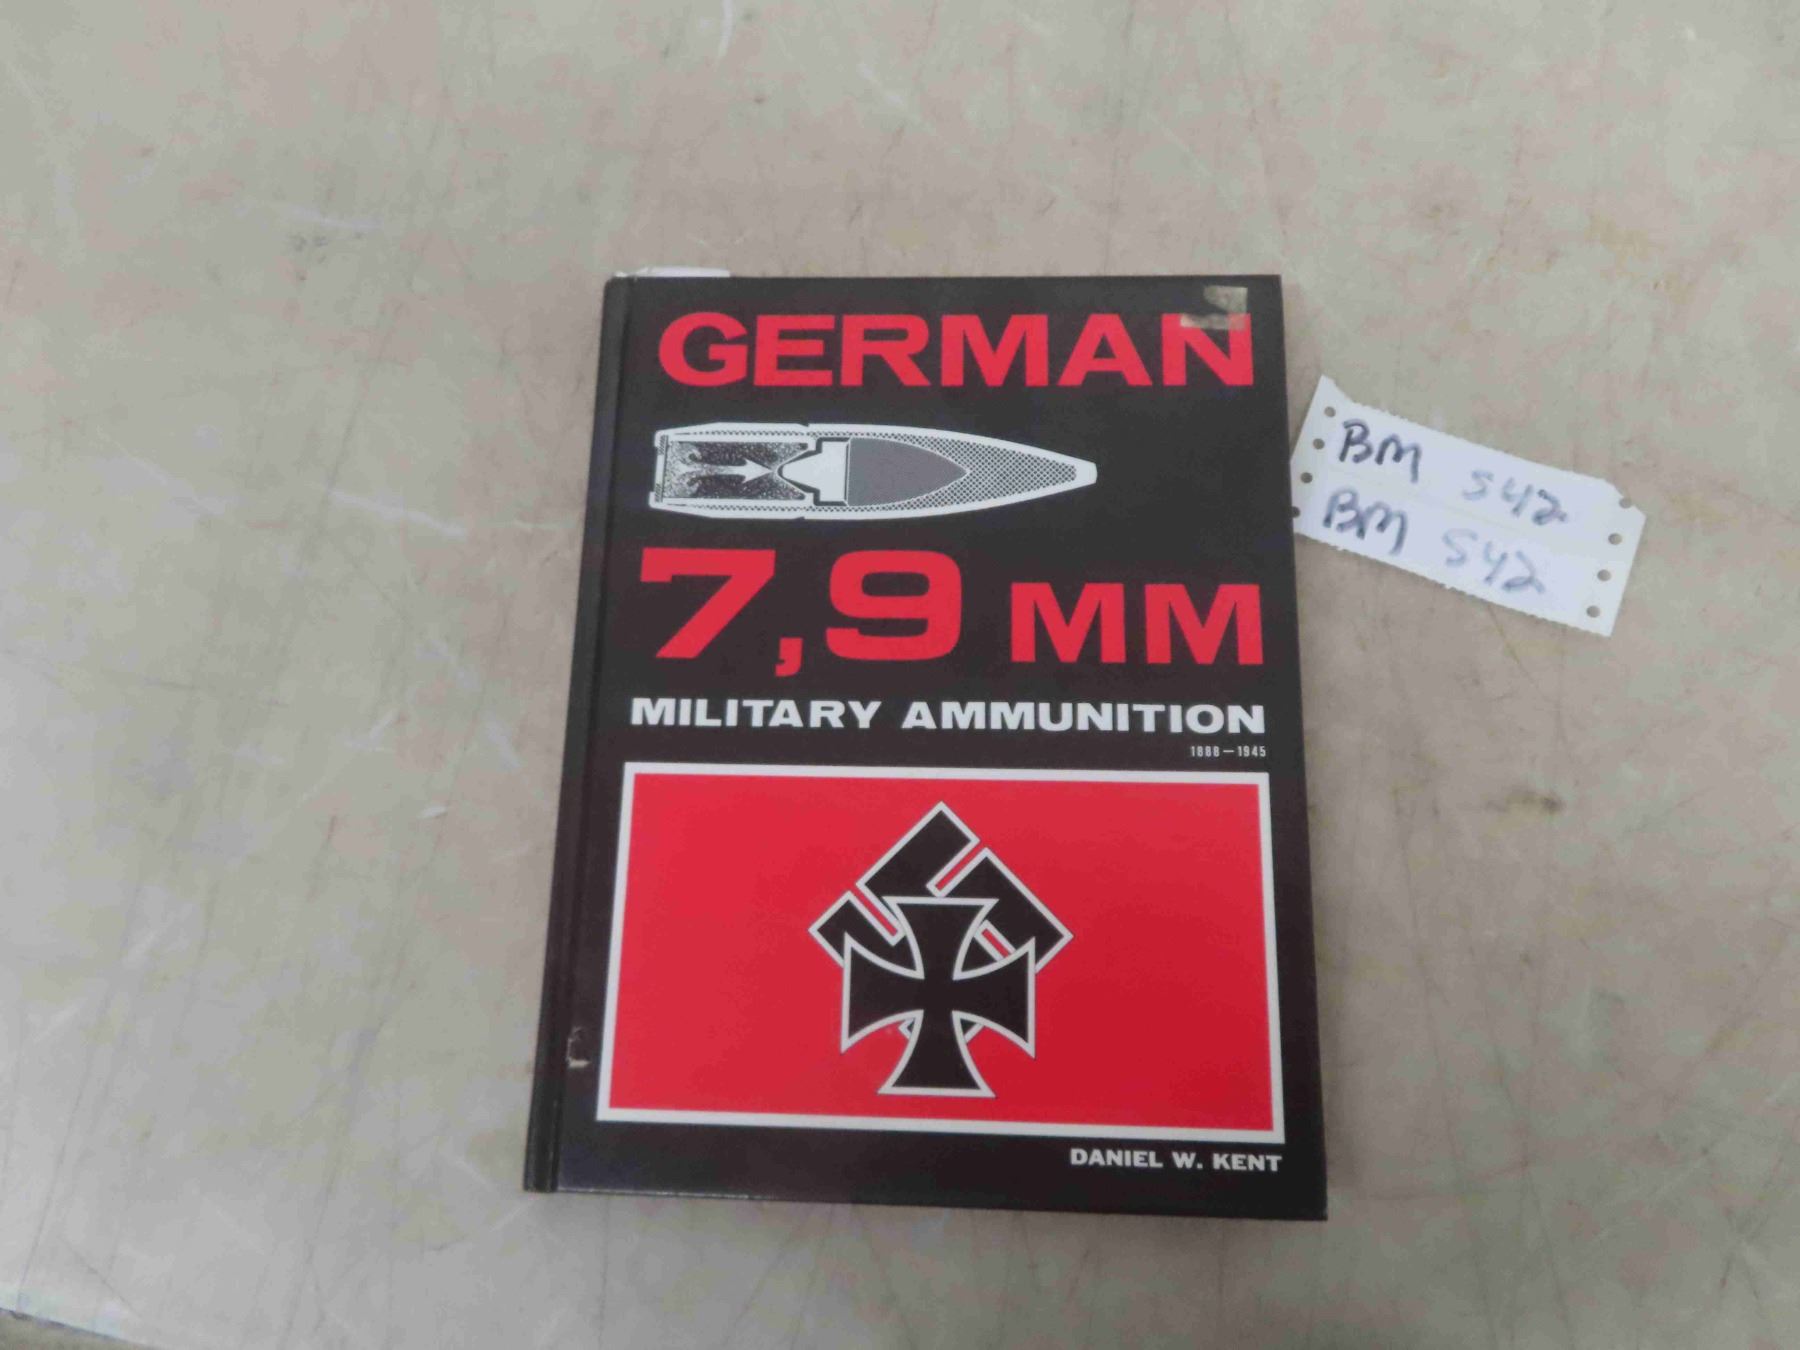 GERMAN
7,9 MM
MILITARY AMMUNITION
1888-1945
DANIEL W. KENT
BM 542
BM 542